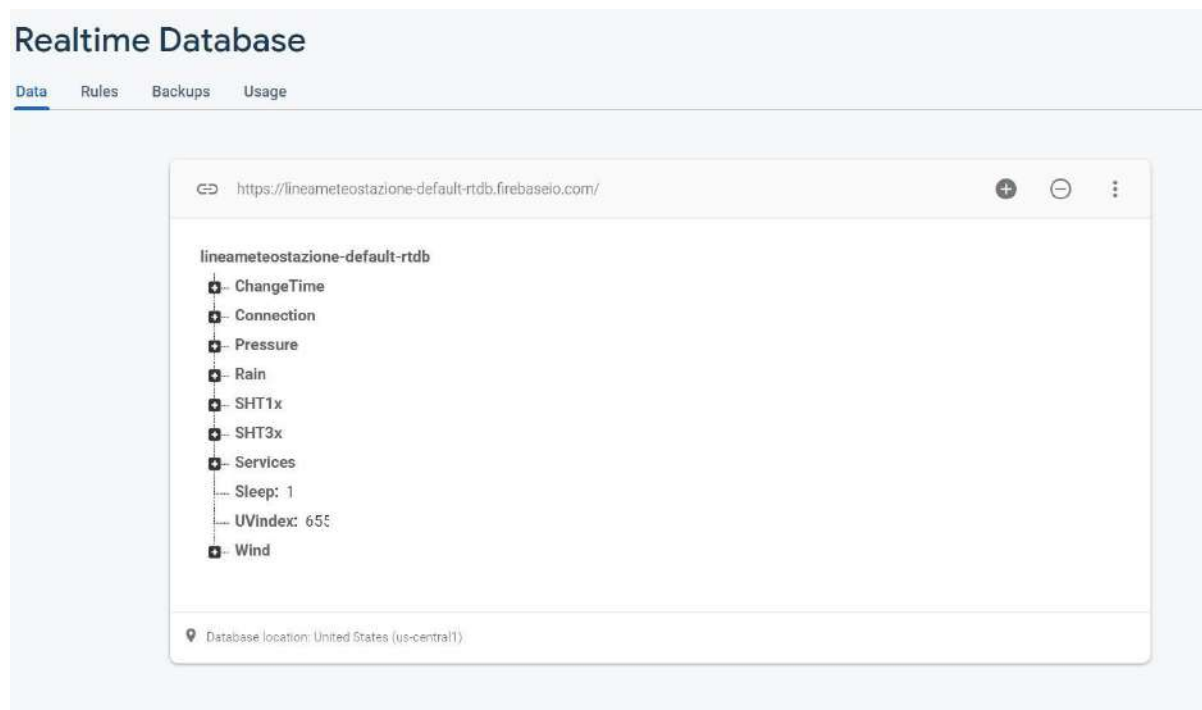 Realtime Database
Data Rules Backups Usage
https://lineameteostazione-default-rtdb.firebaseio.com/
lineameteostazione-default-rtdb
ChangeTime
Connection
Pressure
Rain
SHT1x
SHT3x
Services
Sleep: 1
UVindex:
Wind
Database location: United States (us-central1)